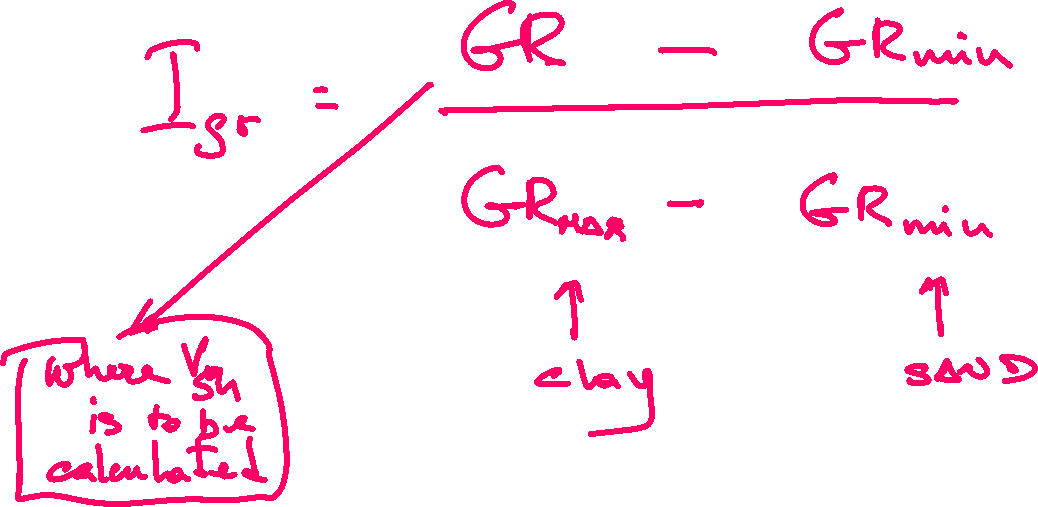 Igr = GR - GRmin
GRMAX - GRmin
clay
SAND
where Vsh
is to be
calculated